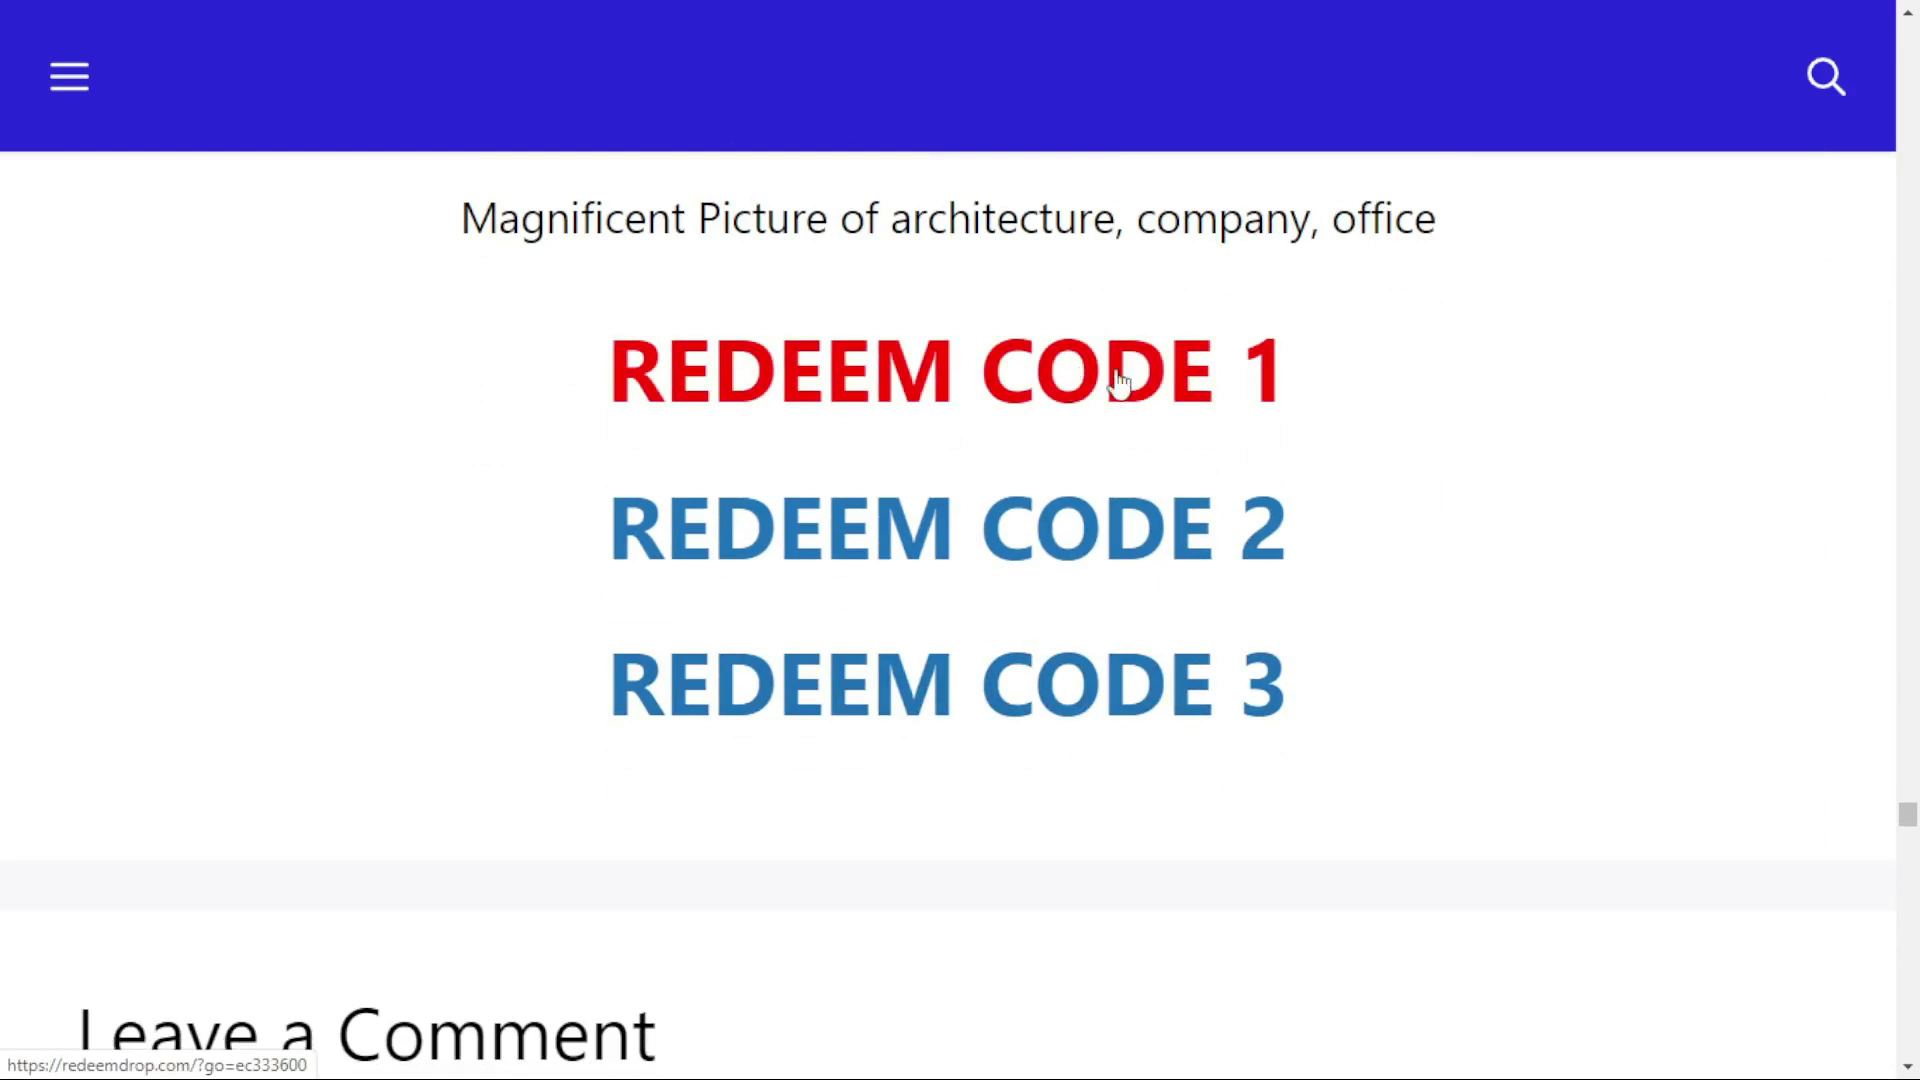 Magnificent Picture of architecture, company, office
REDEEM CODE 1
REDEEM CODE 2
REDEEM CODE 3
Leave a Comment
https://redeemdrop.com/?go=ec333600